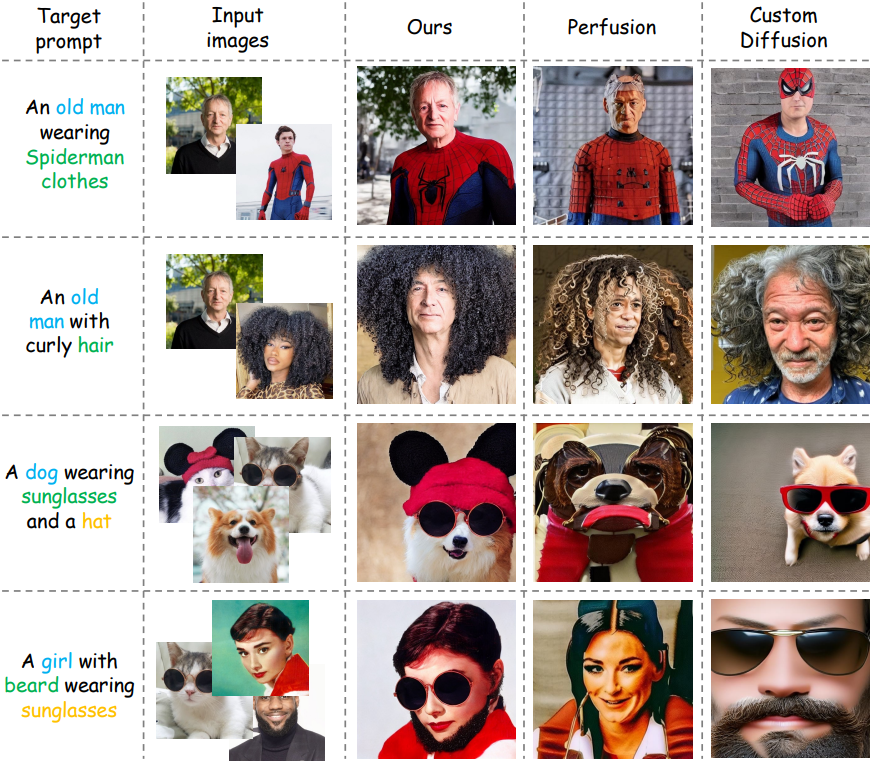 Target
prompt
Input
images
Ours
Perfusion
Custom
Diffusion
An old man
wearing
Spiderman
clothes
An old
man with
curly hair
A dog wearing
sunglasses
and a hat
A girl with
beard wearing
sunglasses